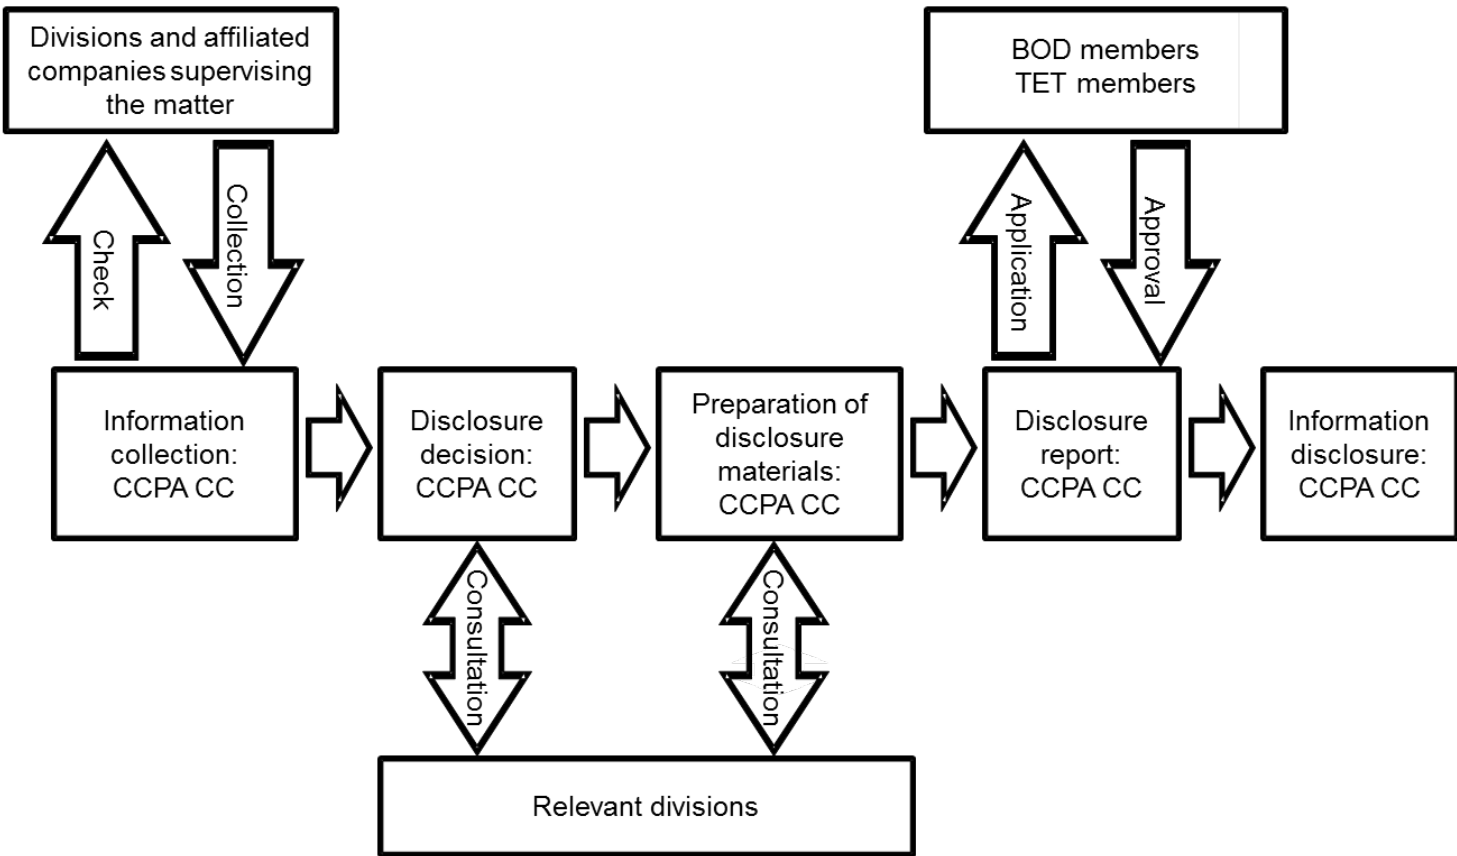 Divisions and affiliated
companies supervising
the matter
BOD members
TET members
Check
Collection
Application
Approval
Information
collection:
CCPA CC
Disclosure
decision:
CCPA CC
Preparation of
disclosure
materials:
CCPA CC
Disclosure
report:
CCPA CC
Information
disclosure:
CCPA CC
Consultation
Consultation
Relevant divisions